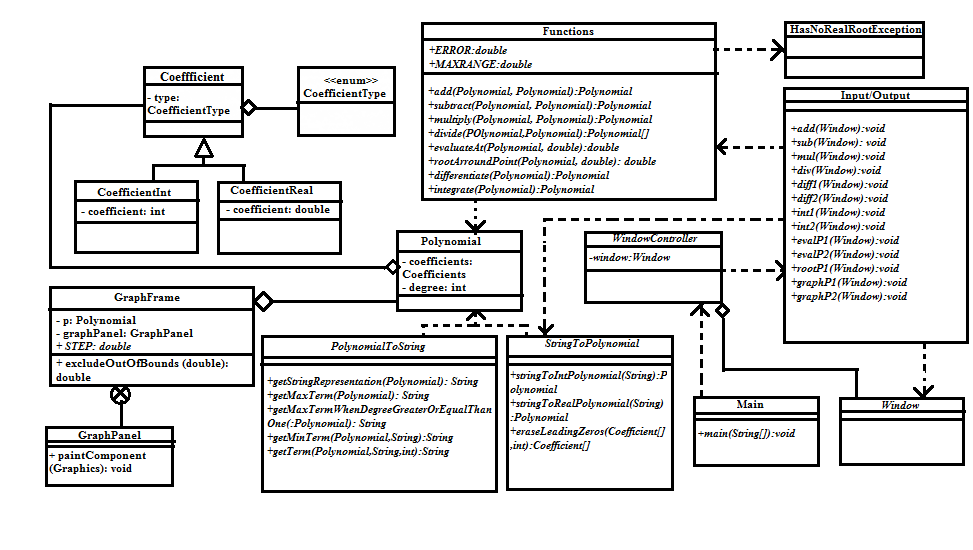 Functions
+ERROR:double
+MAXRANGE:double
+add(Polynomial, Polynomial):Polynomial
+subtract(Polynomial, Polynomial):Polynomial
+multiply(Polynomial, Polynomial):Polynomial
+divide(POlynomial,Polynomial):Polynomial[]
+evaluateAt(Polynomial, double):double
+rootArroundPoint(Polynomial, double): double
+differentiate(Polynomial):Polynomial
+integrate(Polynomial):Polynomial
HasNoRealRootException
Coeffficient
- type:
CoefficientType
<<enum>>
CoefficientType
Input/Output
+add(Window):void
+sub(Window): void
+mul(Window):void
+div(Window):void
+diff1(Window):void
+diff2(Window):void
+int1(Window):void
+int2(Window):void
+evalP1(Window):void
+evalP2(Window):void
+rootP1(Window):void
+graphP1(Window):void
+graphP2(Window):void
CoefficientInt
- coefficient: int
CoefficientReal
- coefficient: double
Polynomial
- coefficients:
Coefficients
- degree: int
WindowController
-window:Window
GraphFrame
- p: Polynomial
- graphPanel: GraphPanel
+ STEP: double
+ excludeOutOfBounds (double):
double
PolynomialToString
+getStringRepresentation(Polynomial): String
+getMaxTerm(Polynomial): String
+getMaxTermWhenDegreeGreaterOrEqualThan
One(:Polynomial): String
+getMinTerm(Polynomial,String):String
+getTerm(Polynomial,String,int):String
StringToPolynomial
+stringToIntPolynomial(String):P
olynomial
+stringToRealPolynomial(String)
:Polynomial
+eraseLeadingZeros(Coefficient[]
,int):Coefficient[]
Main
+main(String[]):void
Window
GraphPanel
+ paintComponent
(Graphics): void